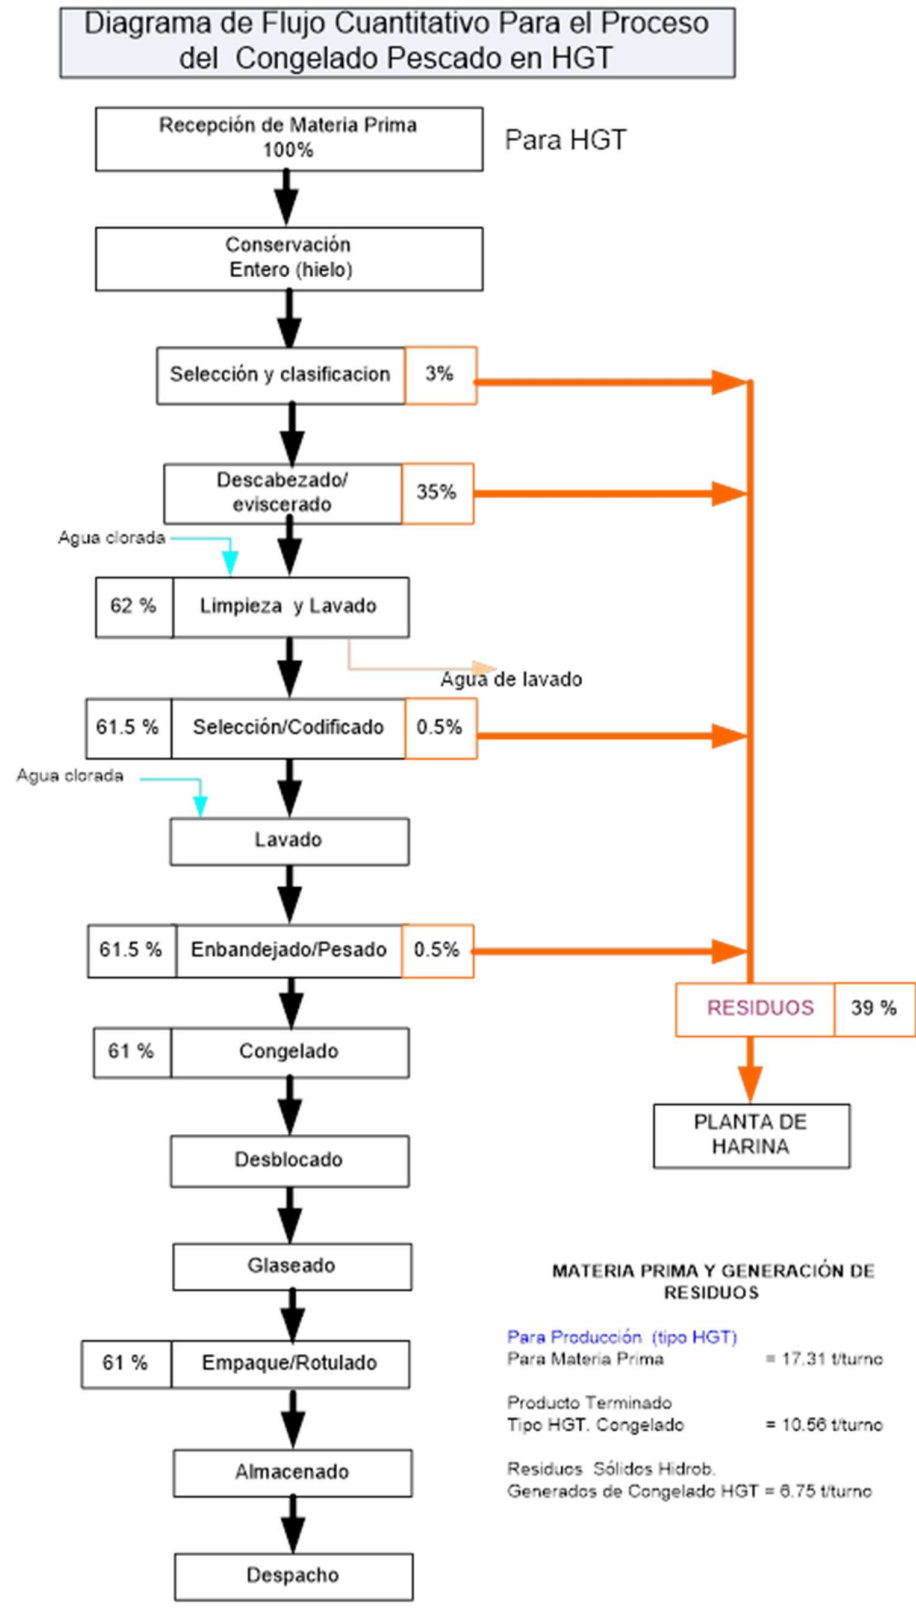 Diagrama de Flujo Cuantitativo Para el Proceso
del Congelado Pescado en HGT
Recepción de Materia Prima
100%
Para HGT
Conservación
Entero (hielo)
Selección y clasificacion
3%
Descabezado/
eviscerado
35%
Agua clorada
62 %
Limpieza y Lavado
Agua de lavado
61.5 %
Selección/Codificado
0.5%
Agua clorada
Lavado
61.5 %
Enbandejado/Pesado
0.5%
RESIDUOS
39 %
61 %
Congelado
PLANTA DE
HARINA
Desblocado
Glaseado
MATERIA PRIMA Y GENERACIÓN DE
RESIDUOS
Para Producción (tipo HGT)
Para Materia Prima = 17.31 t/turno
61 %
Empaque/Rotulado
Producto Terminado
Tipo HGT. Congelado = 10.56 t/turno
Almacenado
Residuos Sólidos Hidrob.
Generados de Congelado HGT = 6.75 t/turno
Despacho